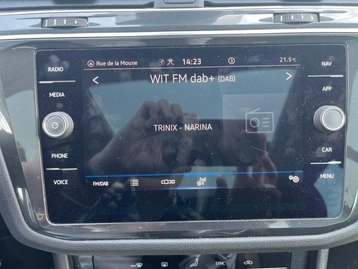 Rue de la Moune 14:23 21.5°C
RADIO
MEDIA
PHONE
VOICE
< WIT FM dab+ (DAB) >
TRINIX - NARINA
FM/DAB
NAV
APP
CAR
MENU